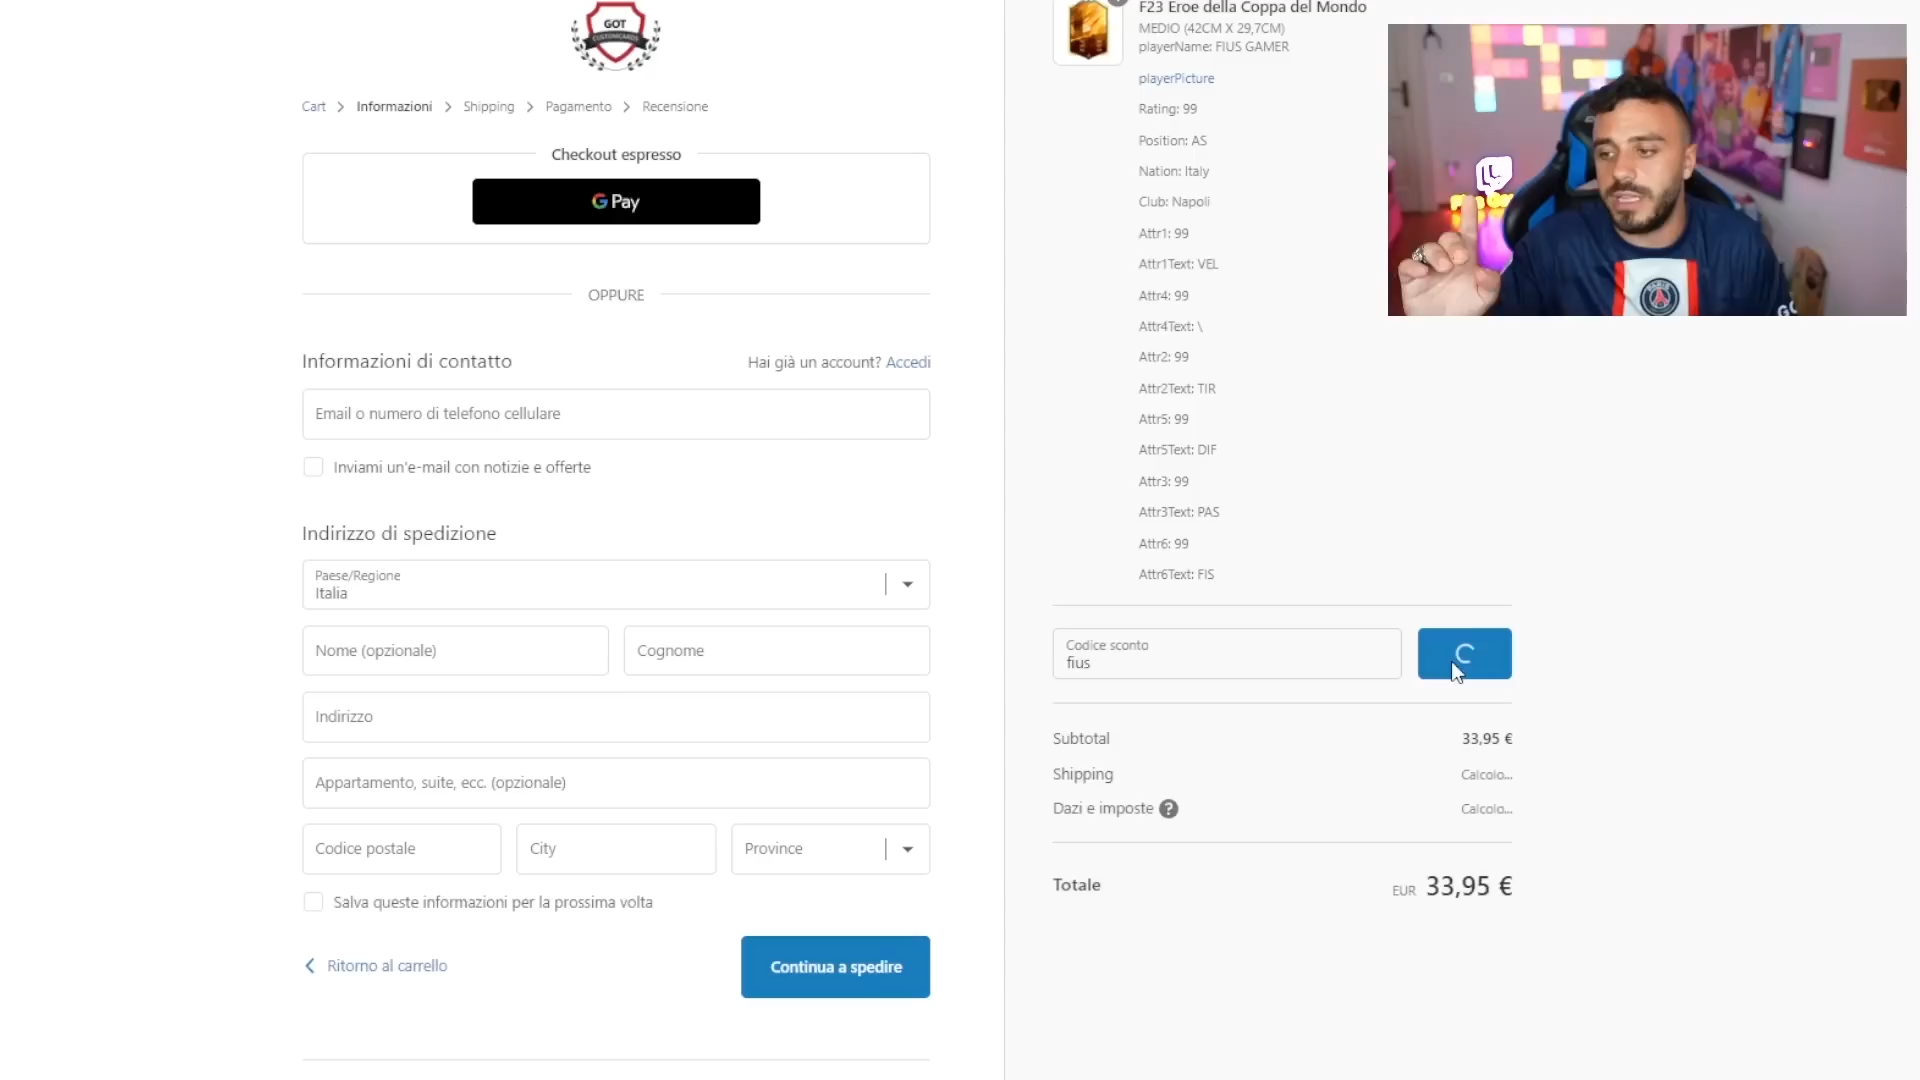 GOT
CUSTOMCARDS
Cart > Informazioni > Shipping > Pagamento > Recensione
Checkout espresso
G Pay
OPPURE
Informazioni di contatto
Hai già un account? Accedi
Email o numero di telefono cellulare
Inviami un'e-mail con notizie e offerte
Indirizzo di spedizione
Paese/Regione
Italia
Nome (opzionale)
Cognome
Indirizzo
Appartamento, suite, ecc. (opzionale)
Codice postale
City
Province
Salva queste informazioni per la prossima volta
Ritorno al carrello
Continua a spedire
F23 Eroe della Coppa del Mondo
MEDIO (42CM X 29,7CM)
playerName: FIUS GAMER
playerPicture
Rating: 99
Position: AS
Nation: Italy
Club: Napoli
Attr1: 99
Attr1Text: VEL
Attr4: 99
Attr4Text: \
Attr2: 99
Attr2Text: TIR
Attr5: 99
Attr5Text: DIF
Attr3: 99
Attr3Text: PAS
Attr6: 99
Attr6Text: FIS
Codice sconto
fius
Subtotal 33,95 €
Shipping Calcolo...
Dazi e imposte ? Calcolo...
Totale EUR 33,95 €
PARIS